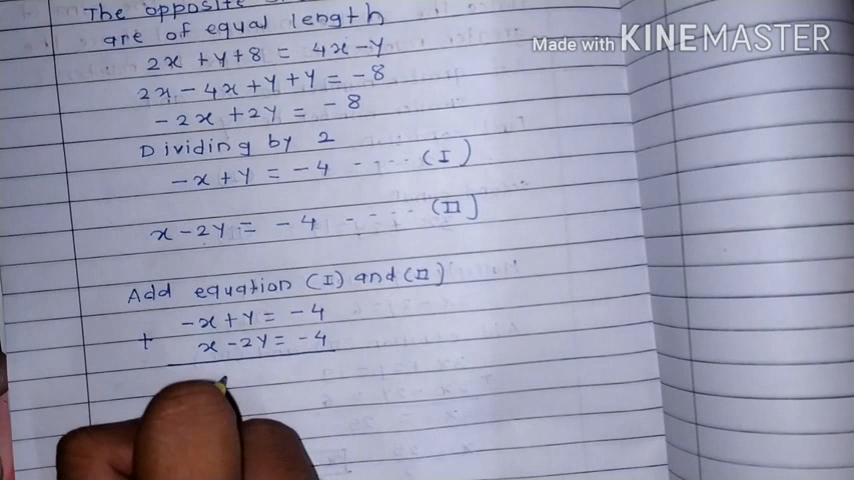 The opposite
are of equal length
2x + y + 8 = 4x - y
2x - 4x + y + y = -8
-2x + 2y = -8
Dividing by 2
-x + y = -4 ----- (I)
x - 2y = -4 ----- (II)
Add equation (I) and (II)
-x + y = -4
+ x - 2y = -4
Made with KINEMASTER